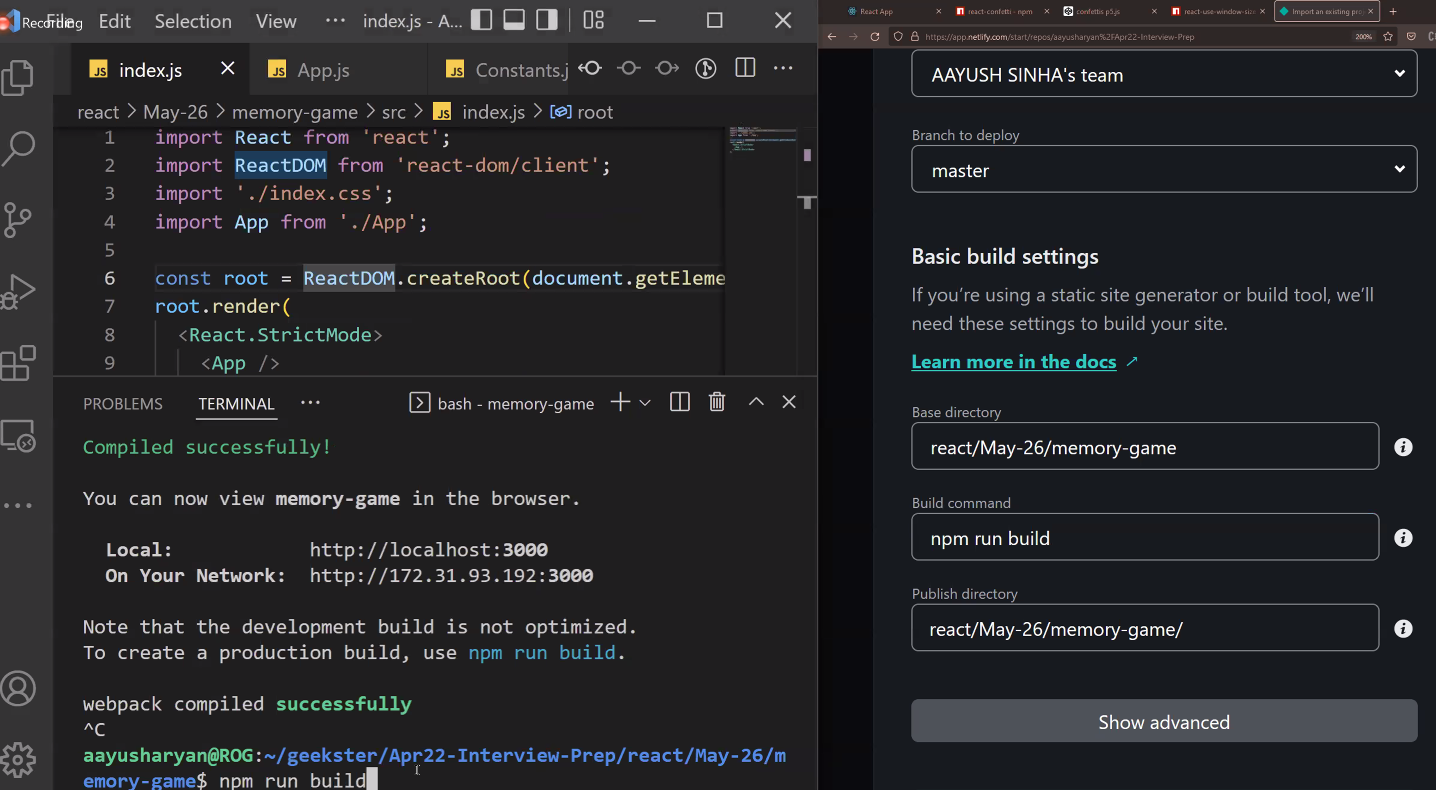 Recording
File Edit Selection View ··· index.js - A...
index.js App.js Constants.j
react > May-26 > memory-game > src > index.js > root
1 import React from 'react';
2 import ReactDOM from 'react-dom/client';
3 import './index.css';
4 import App from './App';
5
6 const root = ReactDOM.createRoot(document.getEleme
7 root.render(
8 <React.StrictMode>
9 <App />
PROBLEMS TERMINAL ··· bash - memory-game
Compiled successfully!
You can now view memory-game in the browser.
Local: http://localhost:3000
On Your Network: http://172.31.93.192:3000
Note that the development build is not optimized.
To create a production build, use npm run build.
webpack compiled successfully
^C
aayusharyan@ROG:~/geekster/Apr22-Interview-Prep/react/May-26/m
emory-game$ npm run build
React App react-confetti - npm confettis p5.js react-use-window-siz Import an existing pro
https://app.netlify.com/start/repos/aayusharyan%2FApr22-Interview-Prep 200%
AAYUSH SINHA's team
Branch to deploy
master
Basic build settings
If you’re using a static site generator or build tool, we’ll
need these settings to build your site.
Learn more in the docs ↗
Base directory
react/May-26/memory-game
Build command
npm run build
Publish directory
react/May-26/memory-game/
Show advanced